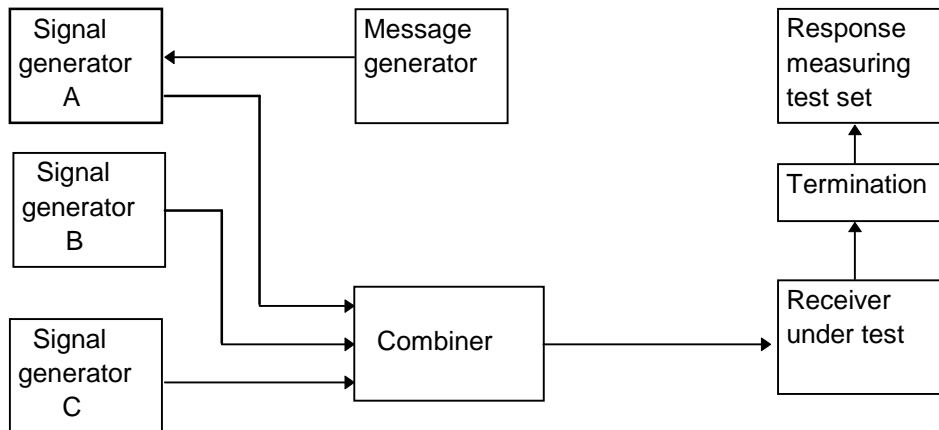 Signal
generator
A
Message
generator
Response
measuring
test set
Signal
generator
B
Termination
Signal
generator
C
Combiner
Receiver
under test